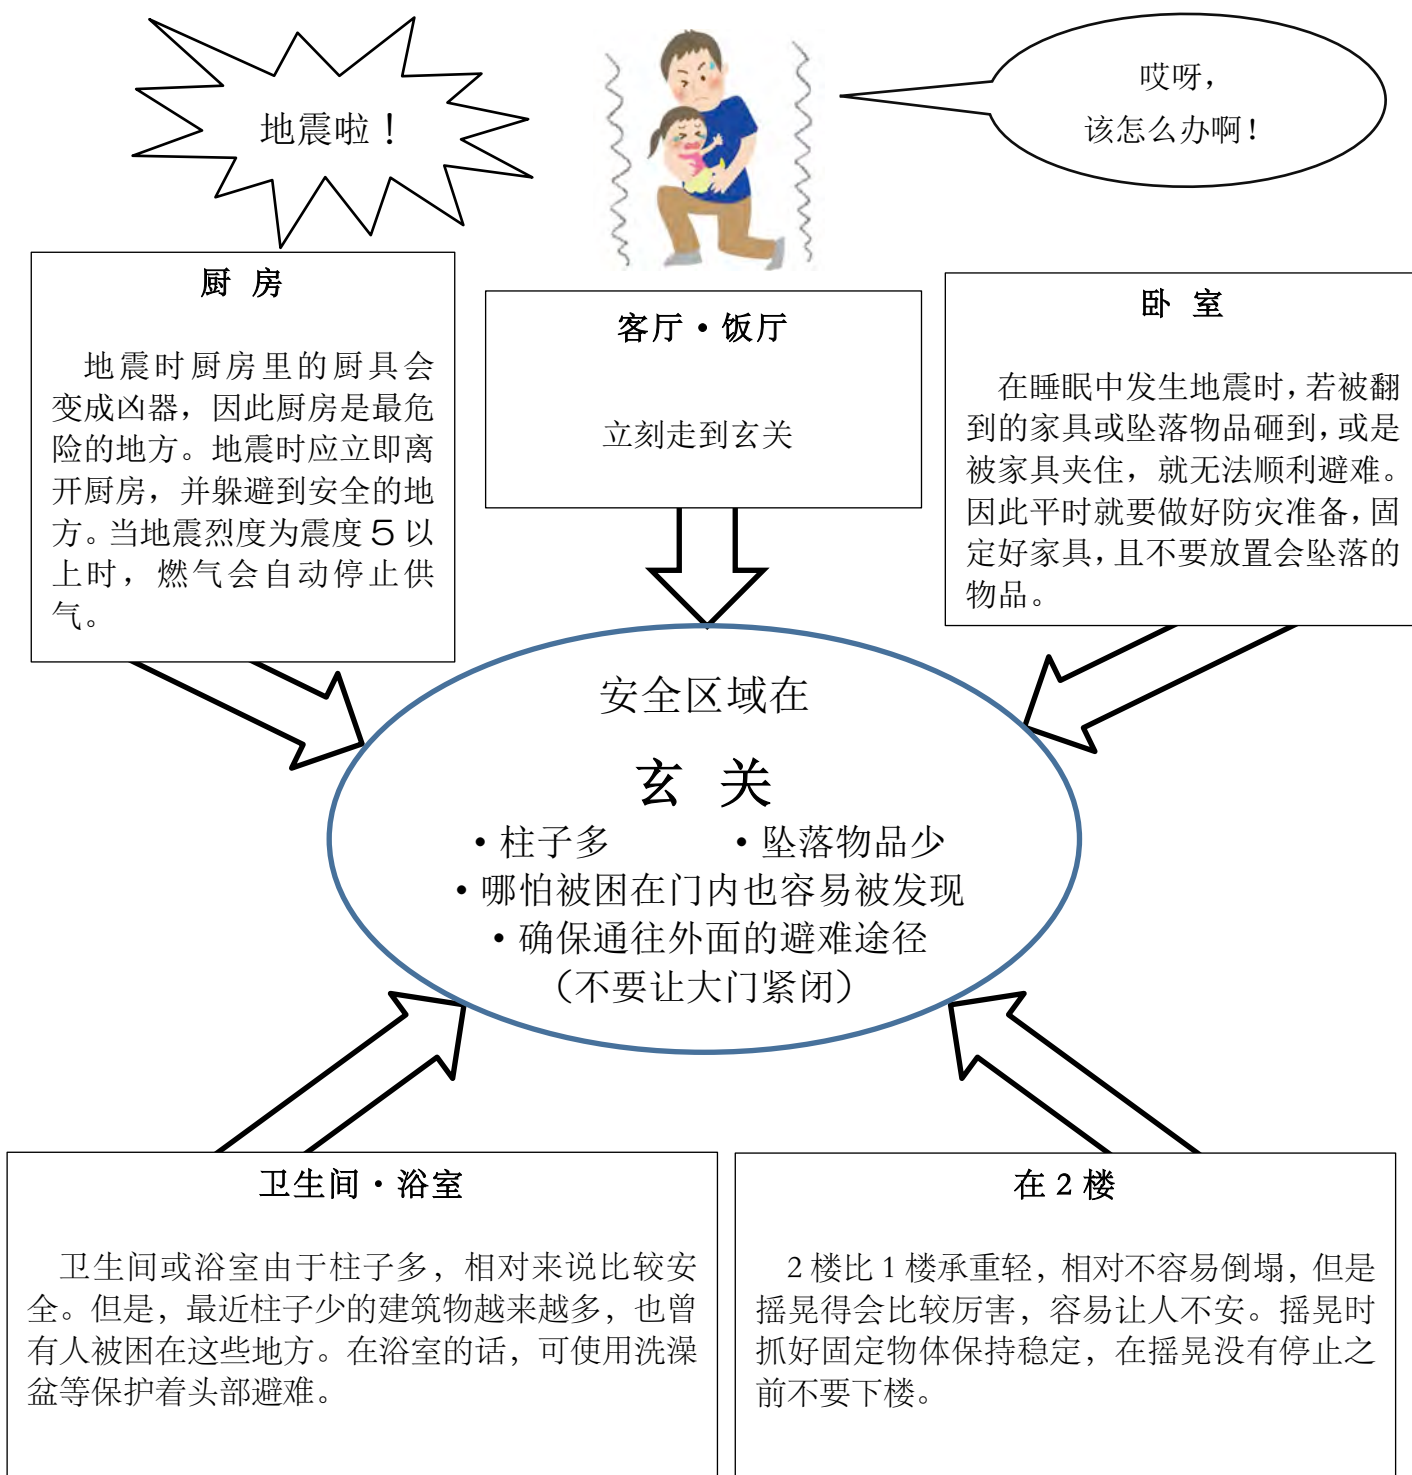 地震啦！
哎呀，
该怎么办啊！
厨 房
地震时厨房里的厨具会
变成凶器，因此厨房是最危
险的地方。地震时应立即离
开厨房，并躲避到安全的地
方。当地震烈度为震度５以
上时，燃气会自动停止供
气。
客厅・饭厅
立刻走到玄关
卧 室
在睡眠中发生地震时，若被翻
到的家具或坠落物品砸到，或是
被家具夹住，就无法顺利避难。
因此平时就要做好防灾准备，固
定好家具，且不要放置会坠落的
物品。
安全区域在
玄 关
・柱子多 ・坠落物品少
・哪怕被困在门内也容易被发现
・确保通往外面的避难途径
（不要让大门紧闭）
卫生间・浴室
卫生间或浴室由于柱子多，相对来说比较安
全。但是，最近柱子少的建筑物越来越多，也曾
有人被困在这些地方。在浴室的话，可使用洗澡
盆等保护着头部避难。
在 2 楼
2 楼比 1 楼承重轻，相对不容易倒塌，但是
摇晃得会比较厉害，容易让人不安。摇晃时
抓好固定物体保持稳定，在摇晃没有停止之
前不要下楼。